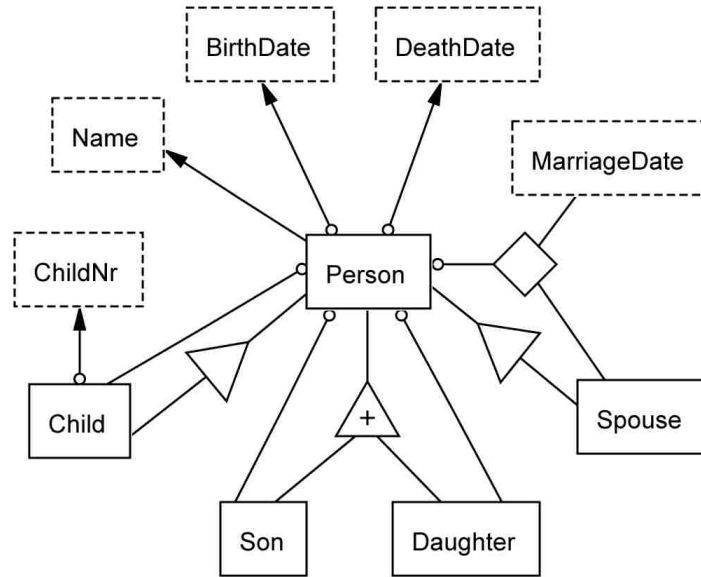 BirthDate
DeathDate
Name
MarriageDate
ChildNr
Person
Child
+
Spouse
Son
Daughter